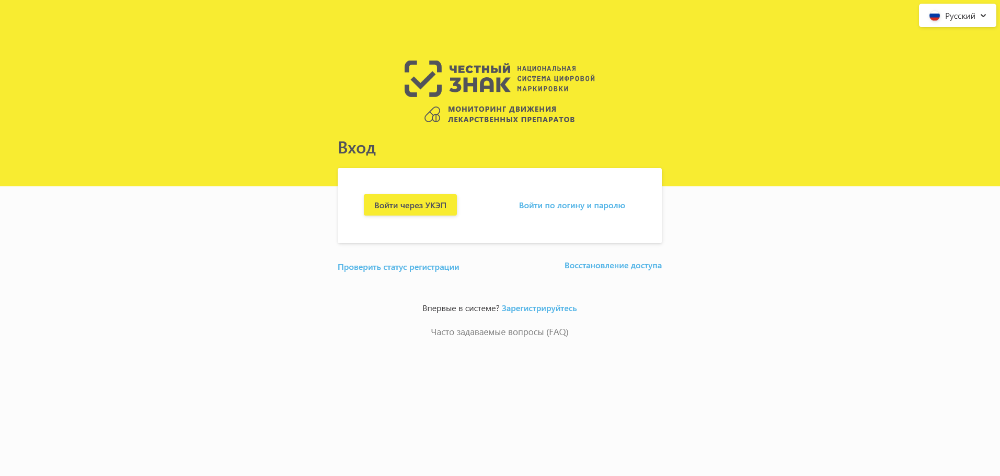 Русский
ЧЕСТНЫЙ
ЗНАК
НАЦИОНАЛЬНАЯ
СИСТЕМА ЦИФРОВОЙ
МАРКИРОВКИ
МОНИТОРИНГ ДВИЖЕНИЯ
ЛЕКАРСТВЕННЫХ ПРЕПАРАТОВ
Вход
Войти через УКЭП
Войти по логину и паролю
Проверить статус регистрации
Восстановление доступа
Впервые в системе? Зарегистрируйтесь
Часто задаваемые вопросы (FAQ)